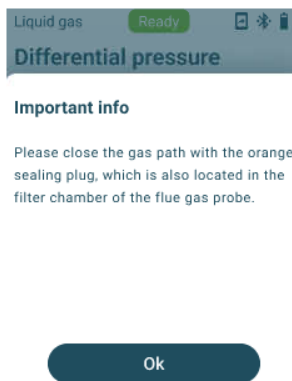 Liquid gas Ready
Differential pressure
Important info
Please close the gas path with the orange
sealing plug, which is also located in the
filter chamber of the flue gas probe.
Ok